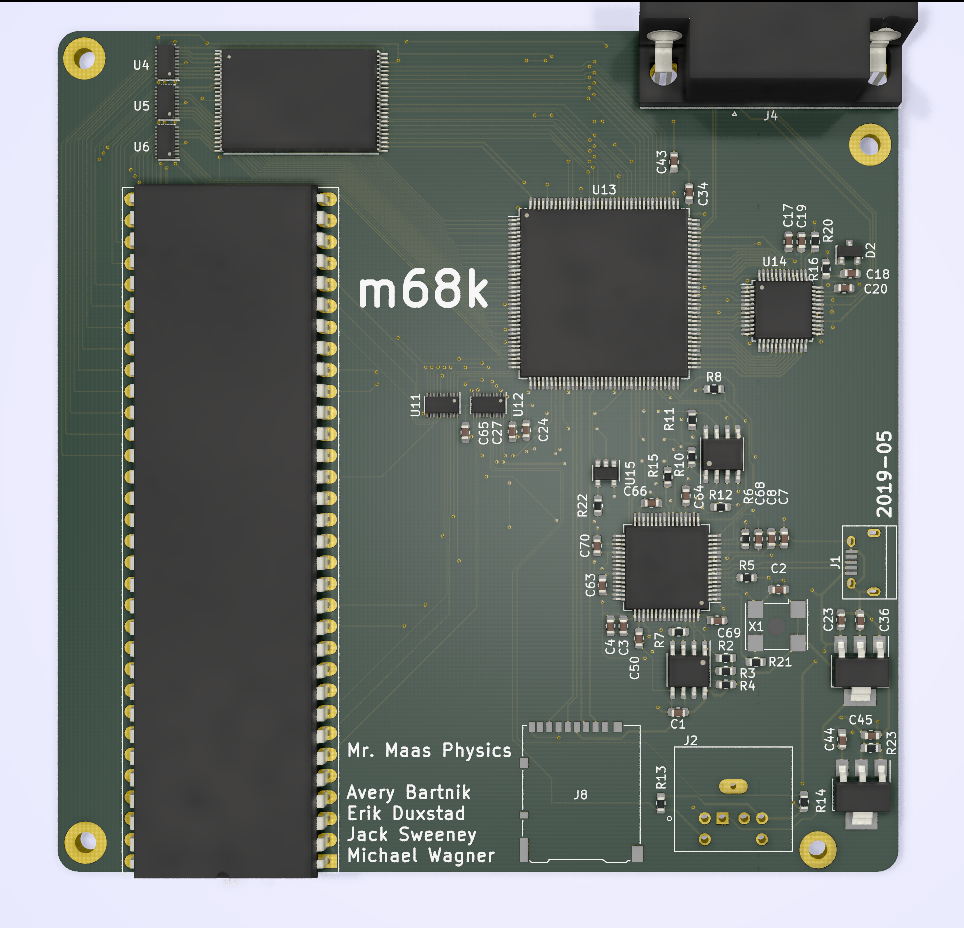 U4
U5
U6
J4
C43
C34
U13
C17
C19
R20
D2
R16
U14
C18
C20
m68k
R8
U11
U12
C65
C27
C24
R11
R10
R15
U15
C66
C64
R12
R6
C68
C8
C7
2019-05
R22
C70
C63
J1
R5
C2
X1
C23
C36
C4
C3
C50
R7
C69
R2
R3
R4
R21
C1
C45
C44
R23
J2
Mr. Maas Physics
J8
R13
R14
Avery Bartnik
Erik Duxstad
Jack Sweeney
Michael Wagner